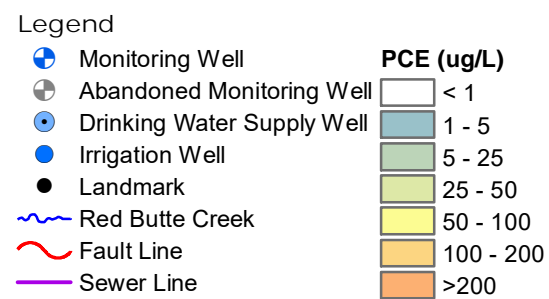 Legend
Monitoring Well
Abandoned Monitoring Well
Drinking Water Supply Well
Irrigation Well
Landmark
Red Butte Creek
Fault Line
Sewer Line
PCE (ug/L)
< 1
1 - 5
5 - 25
25 - 50
50 - 100
100 - 200
>200